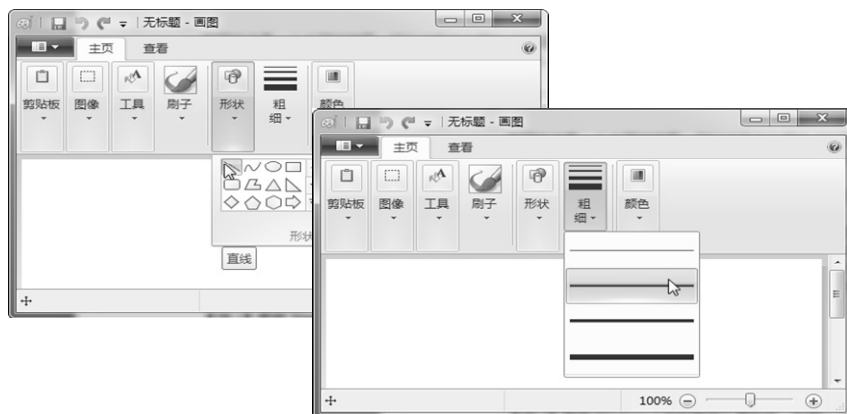 无标题 - 画图
主页 查看
剪贴板 图像 工具 刷子 形状 粗细 颜色
形状
直线
无标题 - 画图
主页 查看
剪贴板 图像 工具 刷子 形状 粗细 颜色
100%